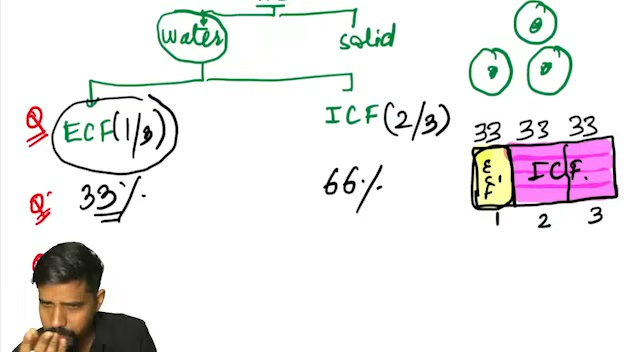 water
solid
Q
ECF (1/3)
ICF (2/3)
33 33 33
ECF
ICF.
Q
33%
66%
1 2 3